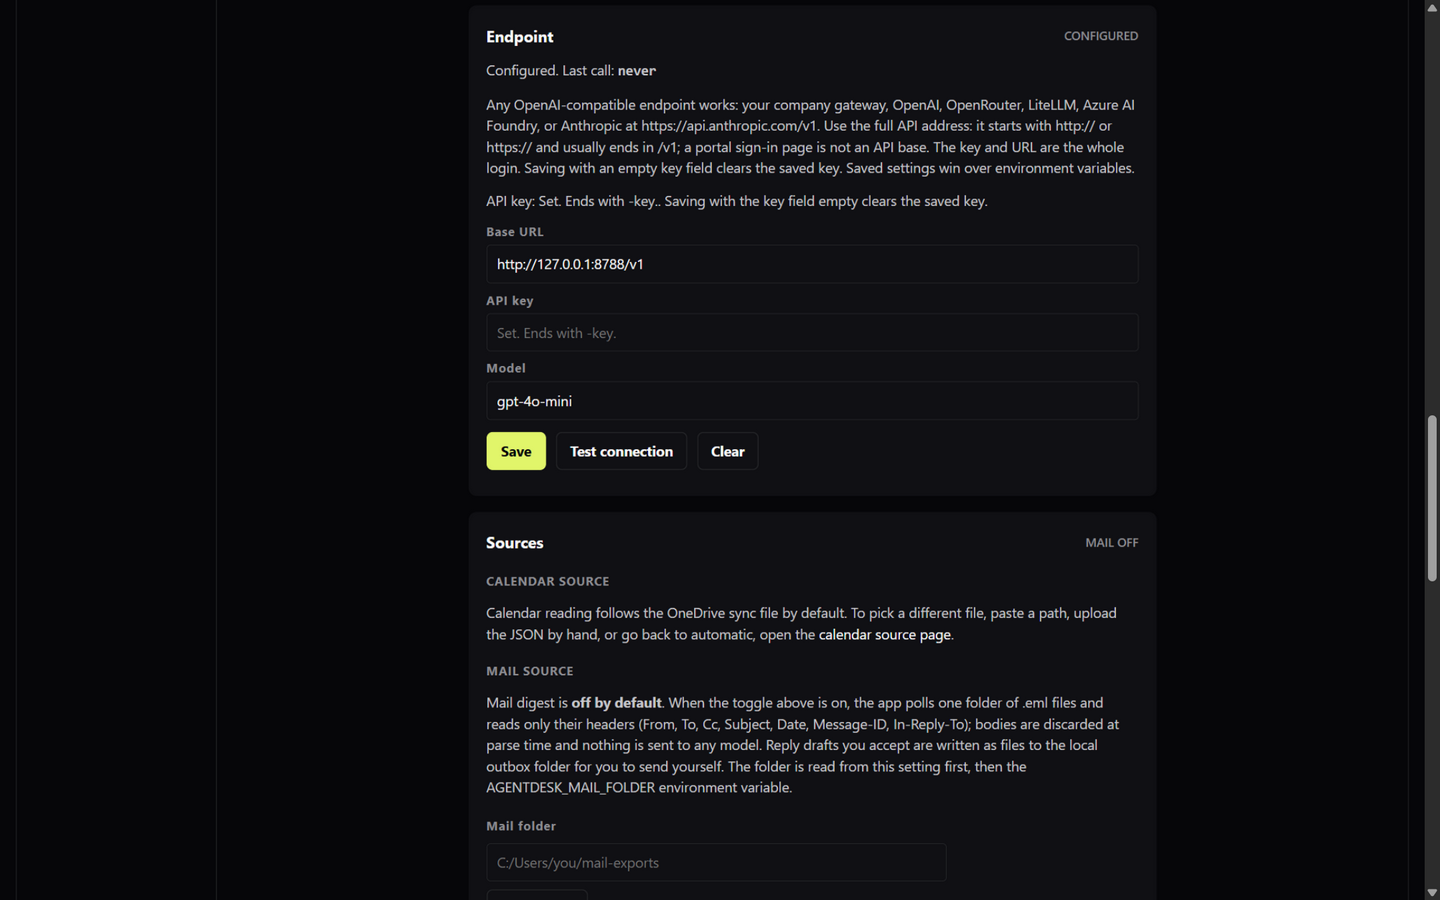 Endpoint
CONFIGURED
Configured. Last call: never
Any OpenAI-compatible endpoint works: your company gateway, OpenAI, OpenRouter, LiteLLM, Azure AI
Foundry, or Anthropic at https://api.anthropic.com/v1. Use the full API address: it starts with http:// or
https:// and usually ends in /v1; a portal sign-in page is not an API base. The key and URL are the whole
login. Saving with an empty key field clears the saved key. Saved settings win over environment variables.
API key: Set. Ends with -key.. Saving with the key field empty clears the saved key.
Base URL
http://127.0.0.1:8788/v1
API key
Set. Ends with -key.
Model
gpt-4o-mini
Save
Test connection
Clear
Sources
MAIL OFF
CALENDAR SOURCE
Calendar reading follows the OneDrive sync file by default. To pick a different file, paste a path, upload
the JSON by hand, or go back to automatic, open the calendar source page.
MAIL SOURCE
Mail digest is off by default. When the toggle above is on, the app polls one folder of .eml files and
reads only their headers (From, To, Cc, Subject, Date, Message-ID, In-Reply-To); bodies are discarded at
parse time and nothing is sent to any model. Reply drafts you accept are written as files to the local
outbox folder for you to send yourself. The folder is read from this setting first, then the
AGENTDESK_MAIL_FOLDER environment variable.
Mail folder
C:/Users/you/mail-exports